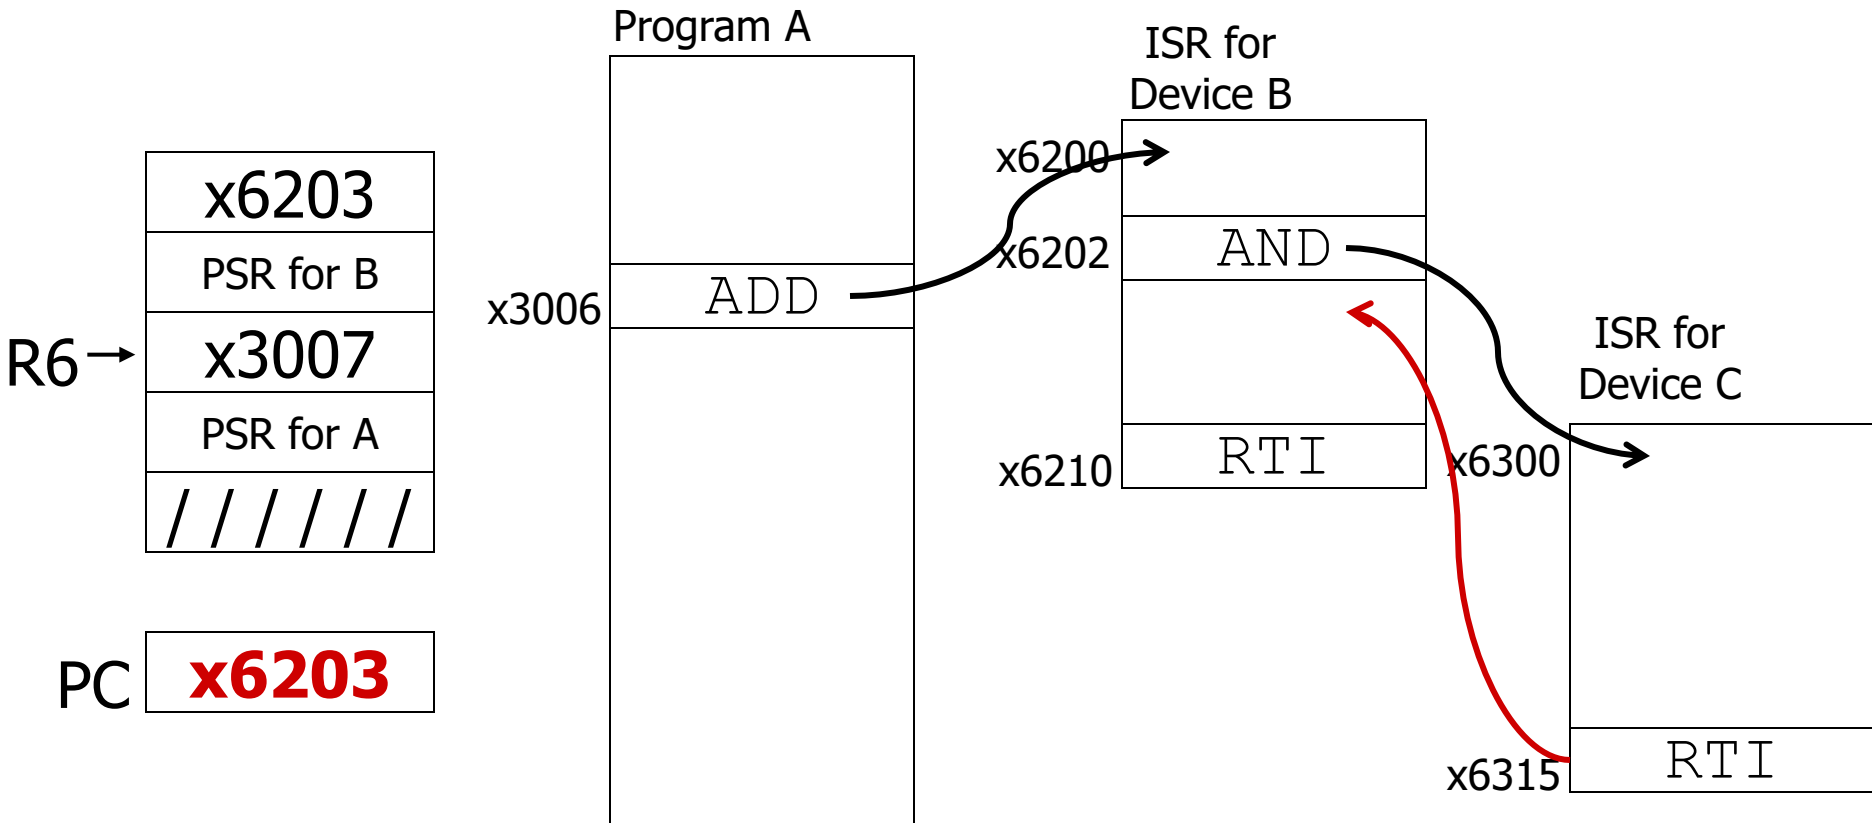 Program A
ISR for
Device B
x6203
PSR for B
R6
x3007
PSR for A
//////
PC
x6203
x3006
ADD
x6200
x6202
AND
x6210
RTI
ISR for
Device C
x6300
x6315
RTI